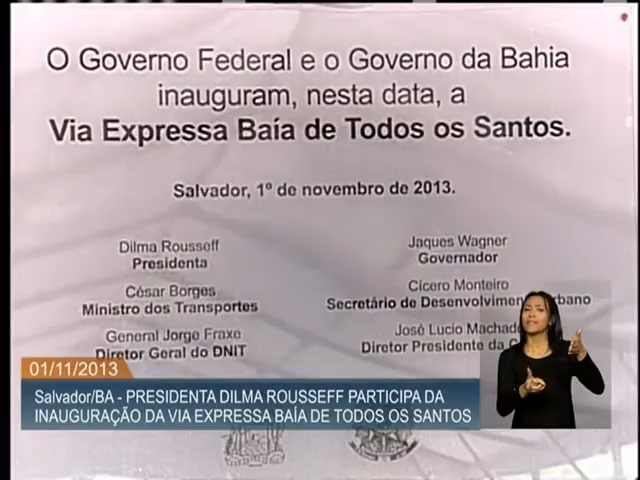 O Governo Federal e o Governo da Bahia
inauguram, nesta data, a
Via Expressa Baía de Todos os Santos.
Salvador, 1º de novembro de 2013.
Dilma Rousseff
Presidenta
Jaques Wagner
Governador
César Borges
Ministro dos Transportes
Cícero Monteiro
Secretário de Desenvolvimen
bano
General Jorge Fraxe
Diretor Geral do DNIT
José Lucio Machado
Diretor Presidente da
01/11/2013
Salvador/BA - PRESIDENTA DILMA ROUSSEFF PARTICIPA DA
INAUGURAÇÃO DA VIA EXPRESSA BAÍA DE TODOS OS SANTOS